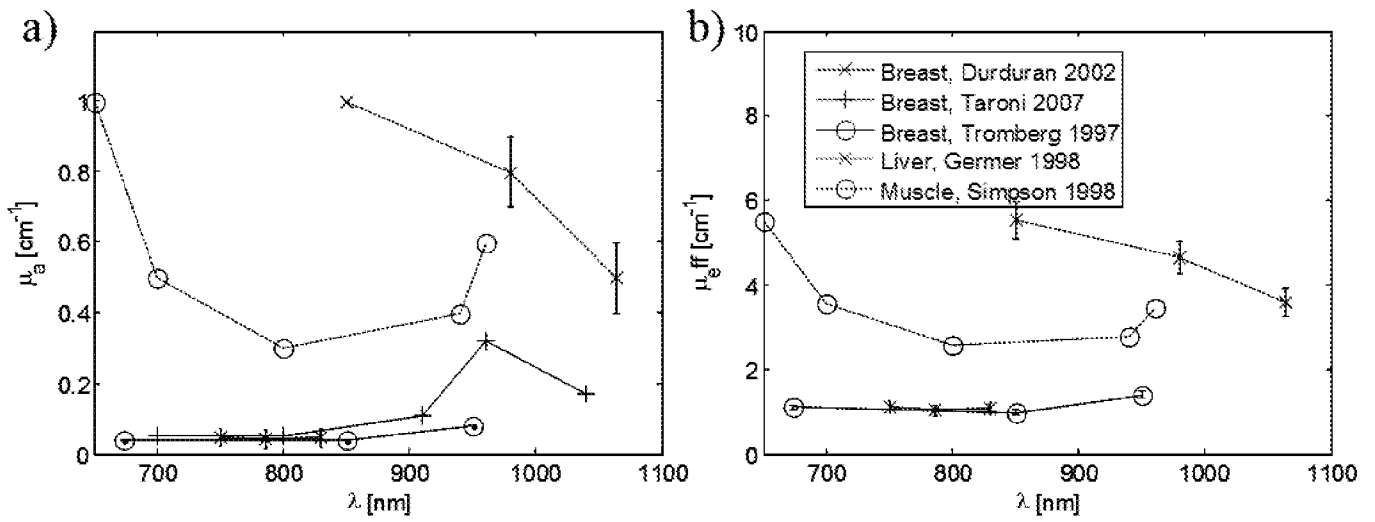 a)
μa [cm-1]
1
0.8
0.6
0.4
0.2
0
700 800 900 1000 1100
λ [nm]
b)
μeff [cm-1]
10
8
6
4
2
0
Breast, Durduran 2002
Breast, Taroni 2007
Breast, Tromberg 1997
Liver, Germer 1998
Muscle, Simpson 1998
700 800 900 1000 1100
λ [nm]